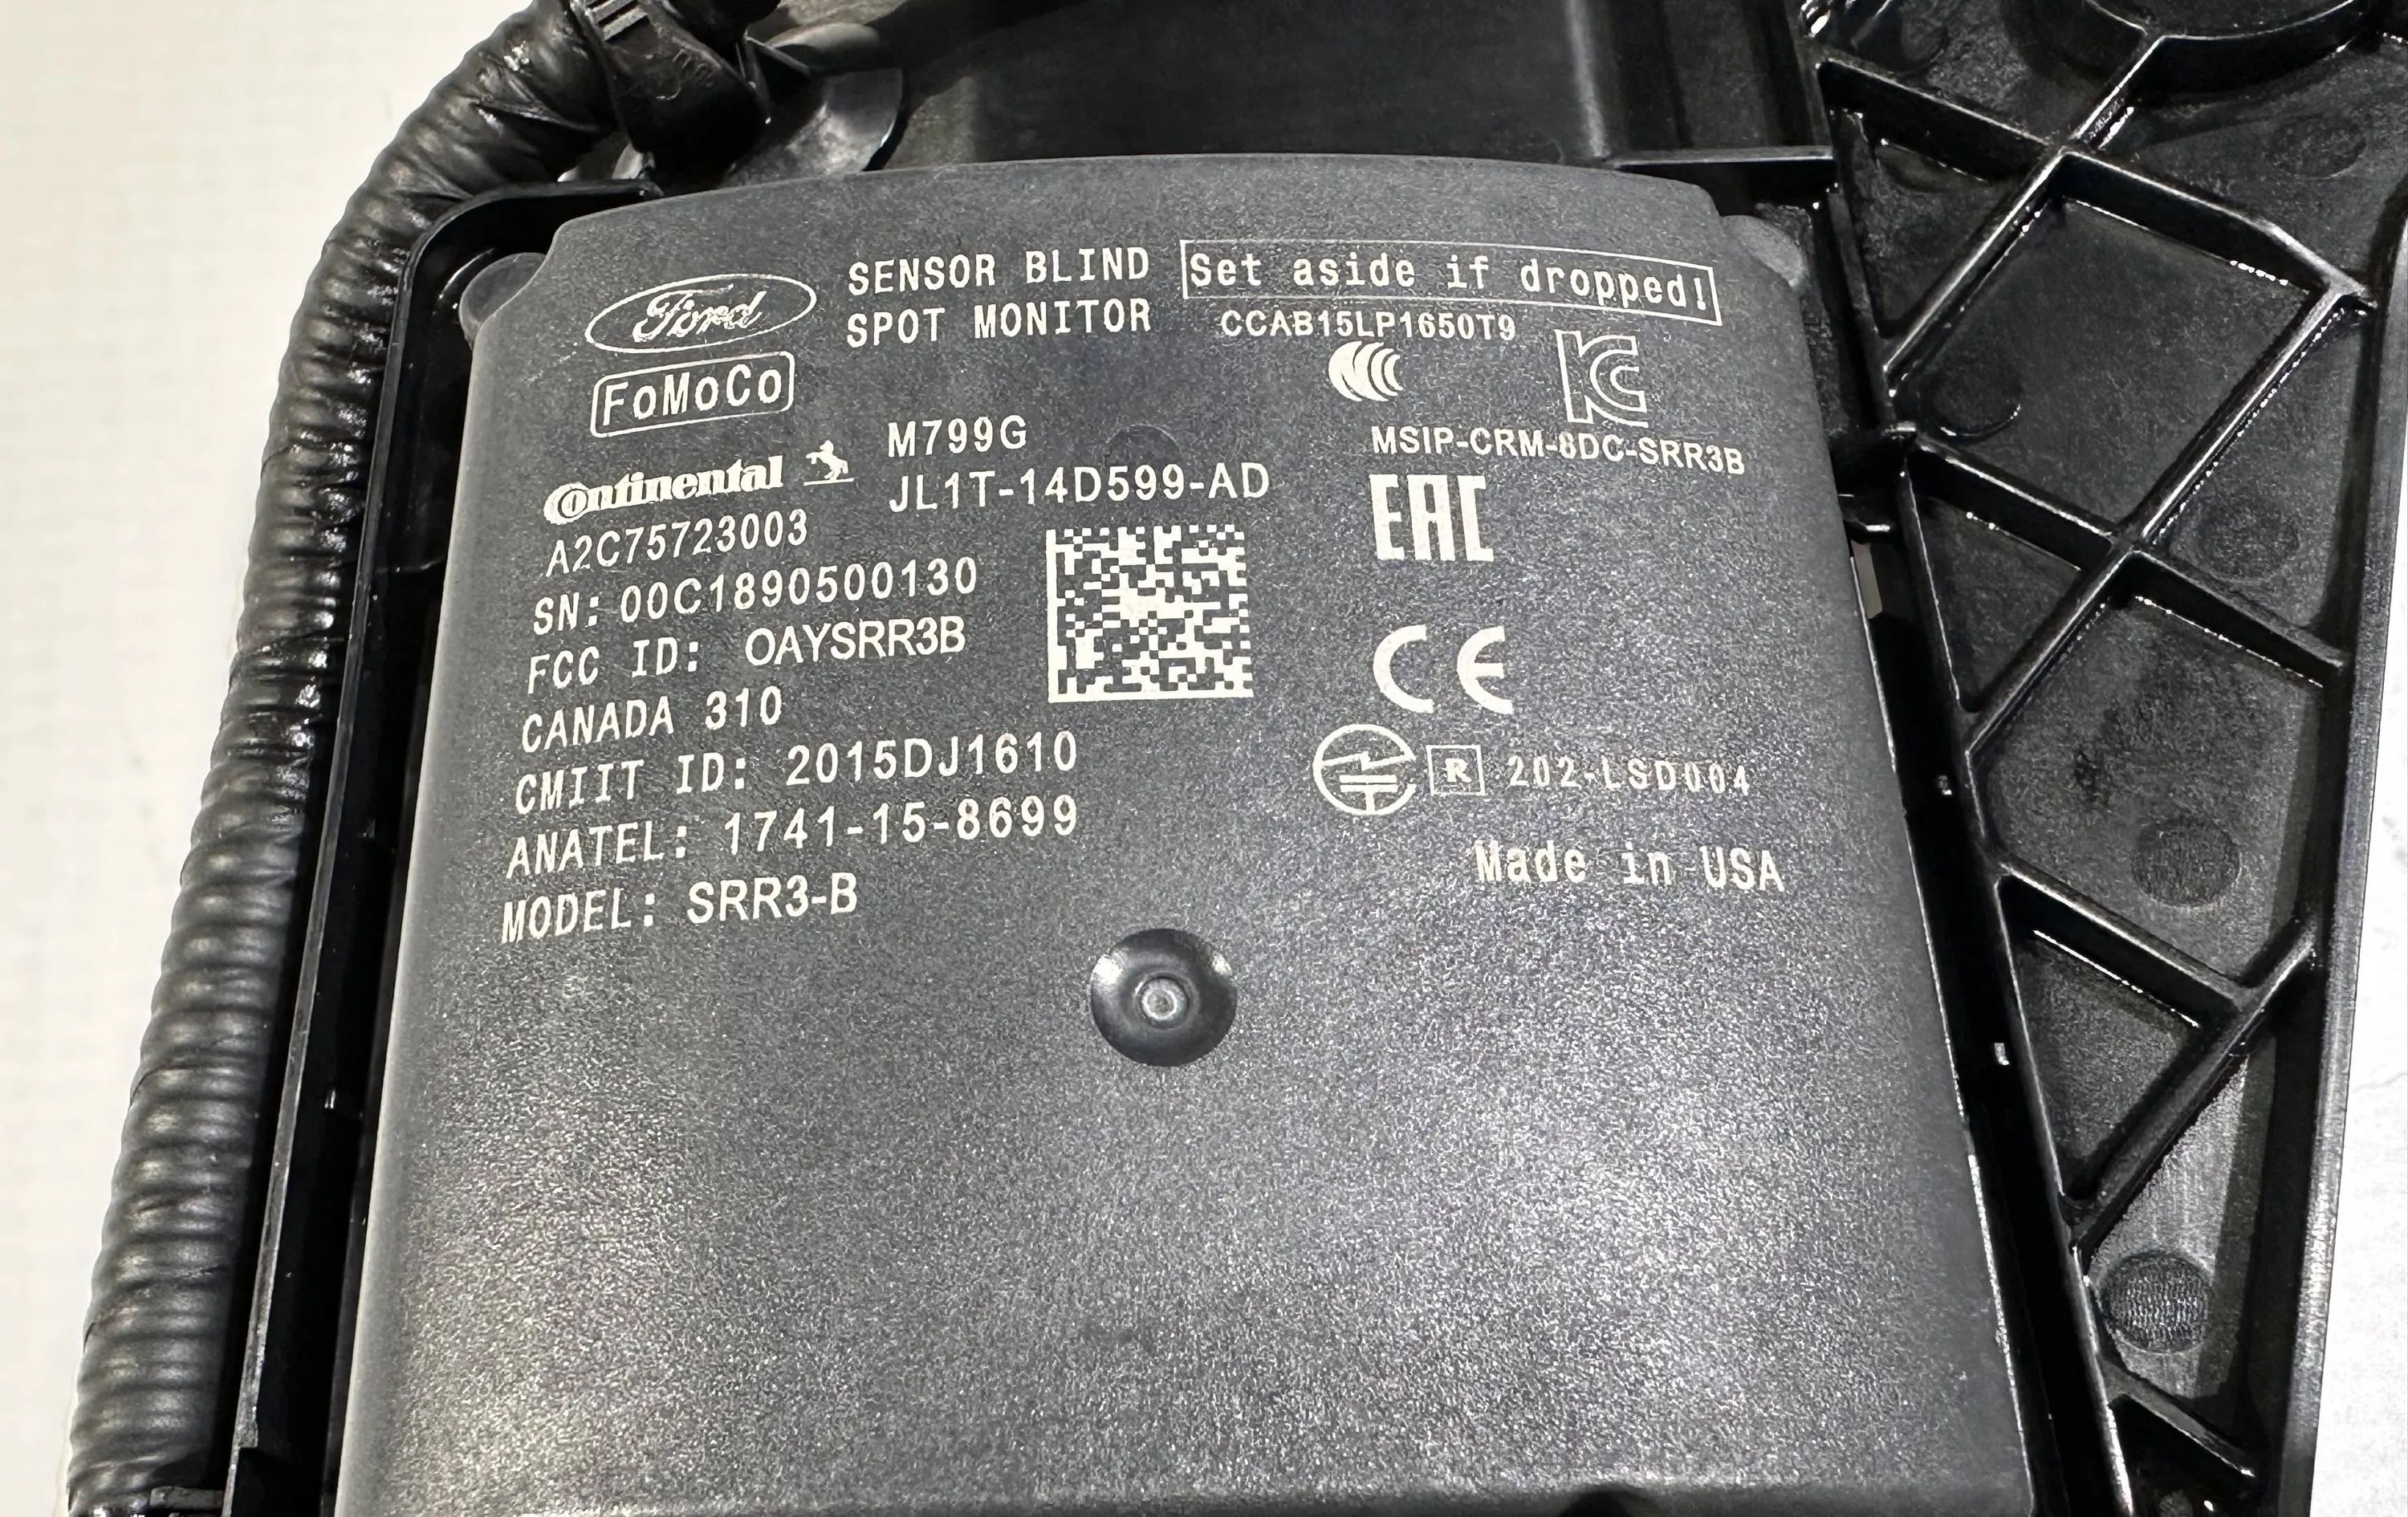 Ford
SENSOR BLIND
SPOT MONITOR
Set aside if dropped!
CCAB15LP1650T9
FoMoCo
Continental
M799G
JL1T-14D599-AD
MSIP-CRM-8DC-SRR3B
A2C75723003
EAC
SN: 00C1890500130
FCC ID: OAYSRR3B
CE
CANADA 310
CMIIT ID: 2015DJ1610
R 202-LSD004
ANATEL: 1741-15-8699
MODEL: SRR3-B
Made in USA